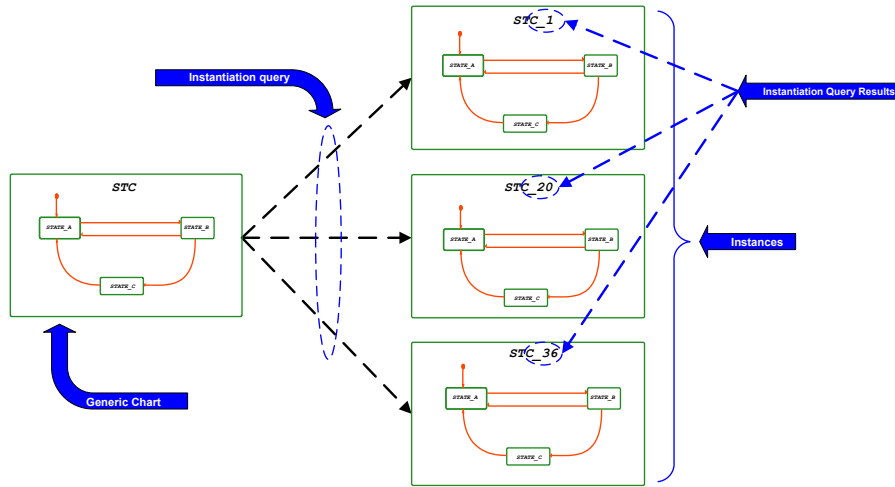 STC_1
STATE_A
STATE_B
STATE_C
Instantiation query
Instantiation Query Results
STC
STATE_A
STATE_B
STATE_C
STC_20
STATE_A
STATE_B
STATE_C
Instances
STC_36
STATE_A
STATE_B
STATE_C
Generic Chart